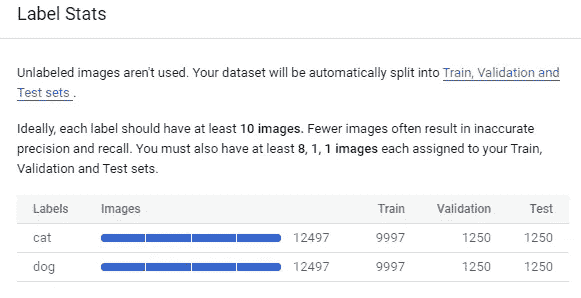 Label Stats
Unlabeled images aren't used. Your dataset will be automatically split into Train, Validation and
Test sets .
Ideally, each label should have at least 10 images. Fewer images often result in inaccurate
precision and recall. You must also have at least 8, 1, 1 images each assigned to your Train,
Validation and Test sets.
Labels Images Train Validation Test
cat 12497 9997 1250 1250
dog 12497 9997 1250 1250